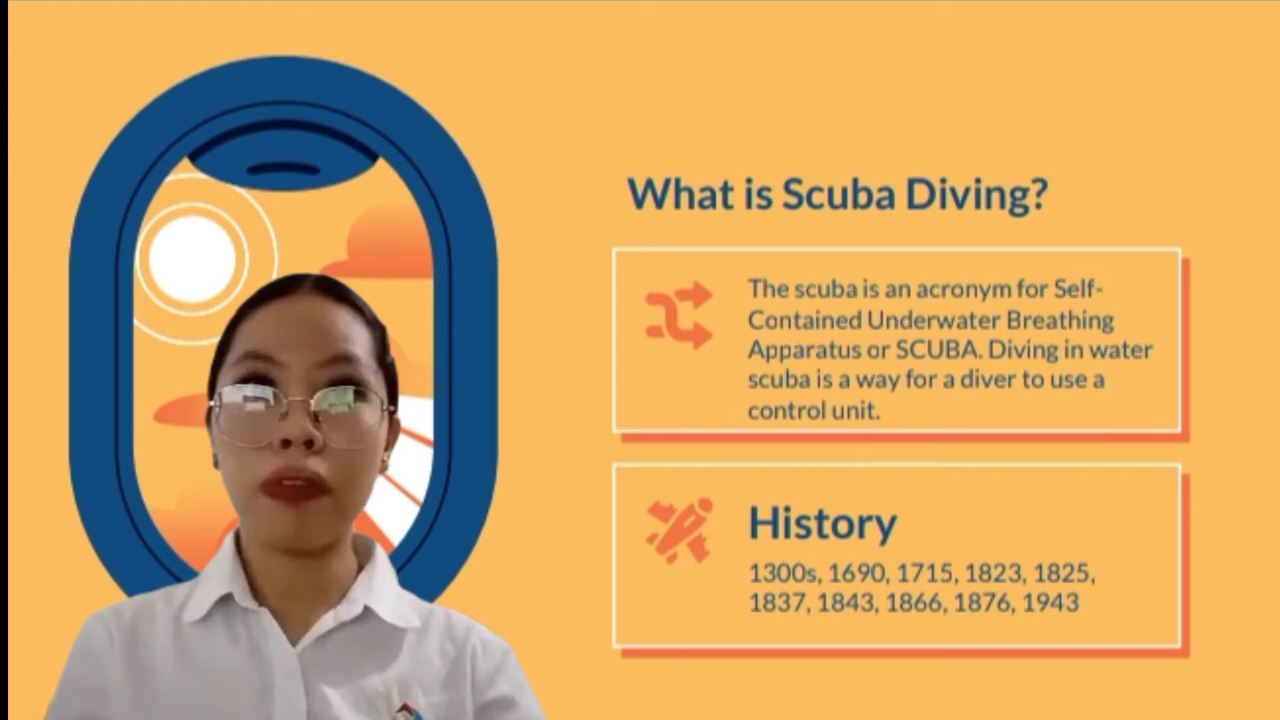 What is Scuba Diving?
The scuba is an acronym for Self-
Contained Underwater Breathing
Apparatus or SCUBA. Diving in water
scuba is a way for a diver to use a
control unit.
History
1300s, 1690, 1715, 1823, 1825,
1837, 1843, 1866, 1876, 1943